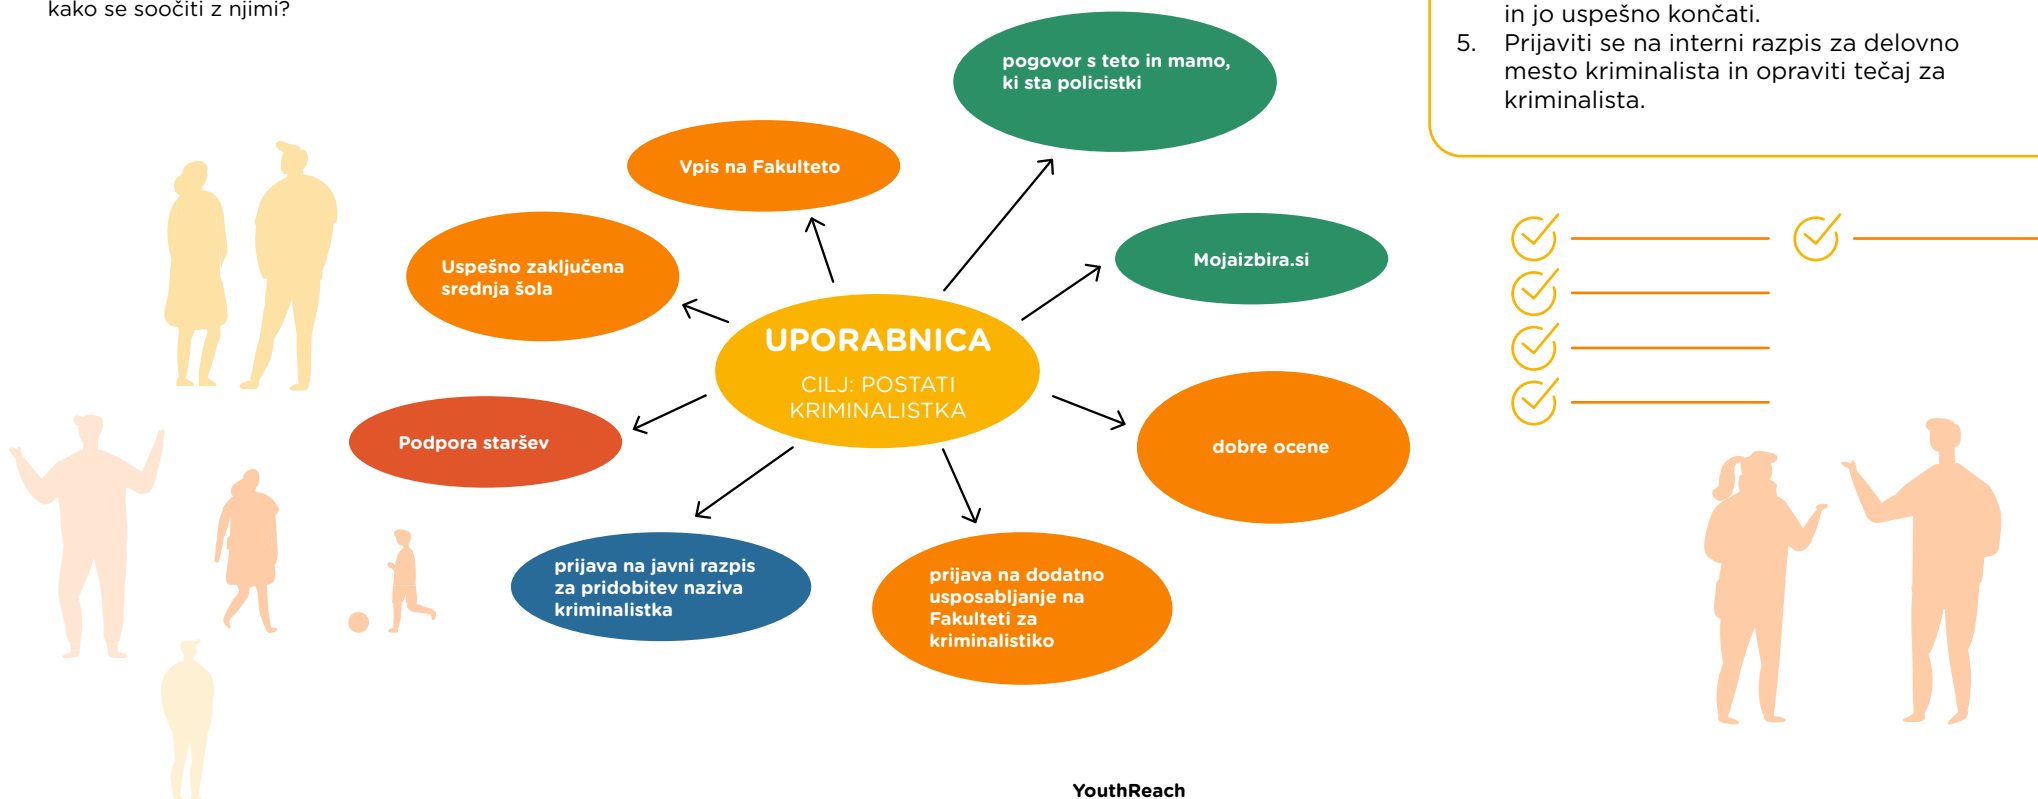 kako se soočiti z njimi?
pogovor s teto in mamo,
ki sta policistki
Vpis na Fakulteto
Uspešno zaključena
srednja šola
Mojaizbira.si
UPORABNICA
CILJ: POSTATI
KRIMINALISTKA
Podpora staršev
dobre ocene
prijava na javni razpis
za pridobitev naziva
kriminalistka
prijava na dodatno
usposabljanje na
Fakulteti za
kriminalistiko
in jo uspešno končati.
5. Prijaviti se na interni razpis za delovno
mesto kriminalista in opraviti tečaj za
kriminalista.
YouthReach